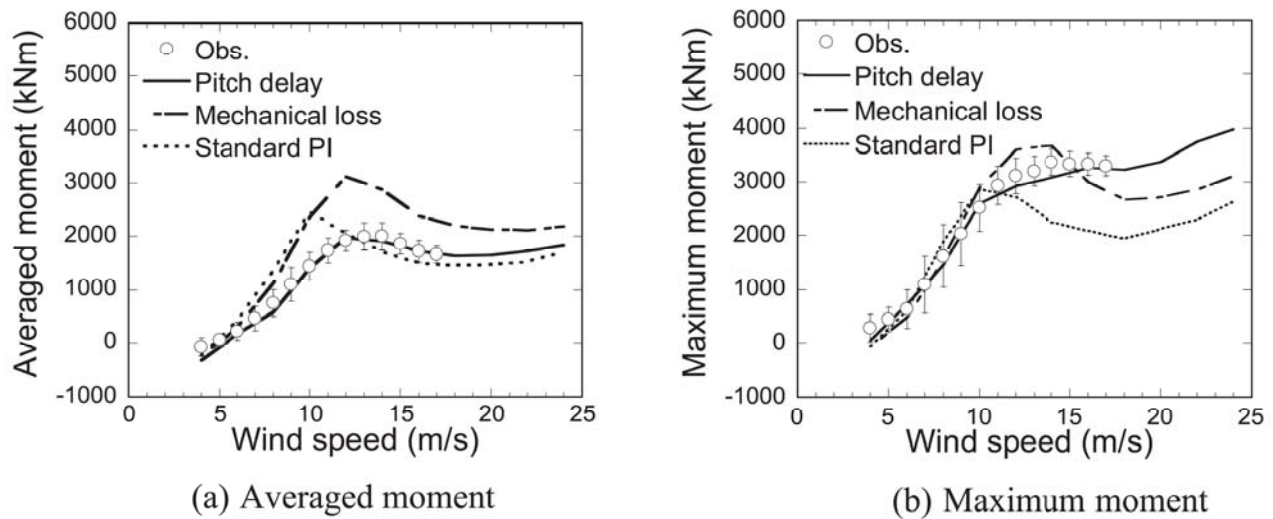 Averaged moment (kNm)
6000
5000
4000
3000
2000
1000
0
-1000
Obs.
Pitch delay
Mechanical loss
Standard PI
0 5 10 15 20 25
Wind speed (m/s)
(a) Averaged moment
Maximum moment (kNm)
6000
5000
4000
3000
2000
1000
0
-1000
Obs.
Pitch delay
Mechanical loss
Standard PI
0 5 10 15 20 25
Wind speed (m/s)
(b) Maximum moment